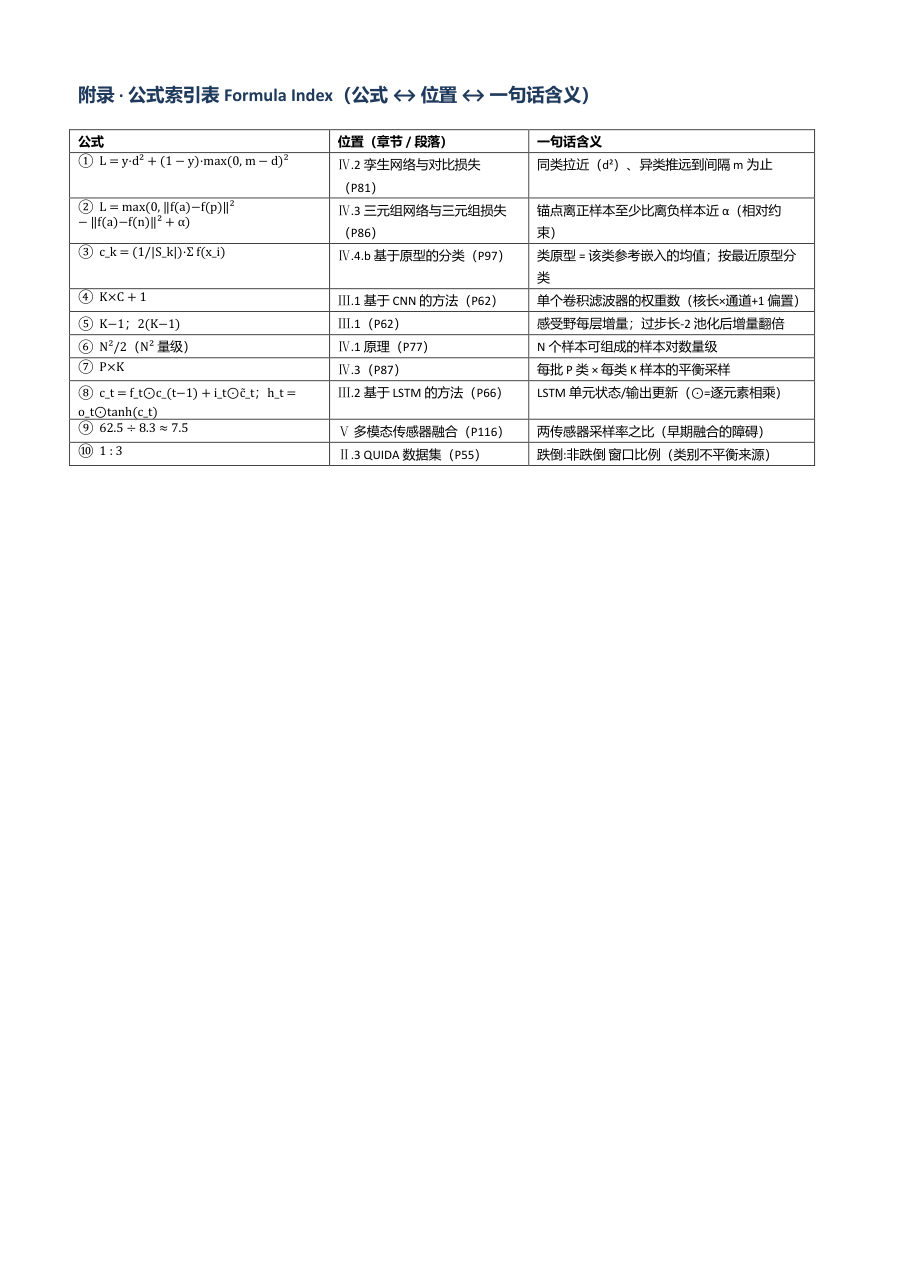 附录 · 公式索引表 Formula Index（公式 ↔ 位置 ↔ 一句话含义）
公式 位置（章节 / 段落） 一句话含义
① L = y·d² + (1 − y)·max(0, m − d)² Ⅳ.2 孪生网络与对比损失 同类拉近（d²）、异类推远到间隔 m 为止
（P81）
② L = max(0, ‖f(a)−f(p)‖² Ⅳ.3 三元组网络与三元组损失 锚点离正样本至少比离负样本近 α（相对约
− ‖f(a)−f(n)‖² + α) （P86） 束）
③ c_k = (1/|S_k|)·Σ f(x_i) Ⅳ.4.b 基于原型的分类（P97） 类原型 = 该类参考嵌入的均值；按最近原型分
类
④ K×C + 1 Ⅲ.1 基于 CNN 的方法（P62） 单个卷积滤波器的权重数（核长×通道+1 偏置）
⑤ K−1；2(K−1) Ⅲ.1（P62） 感受野每层增量；过步长-2 池化后增量翻倍
⑥ N²/2（N² 量级） Ⅳ.1 原理（P77） N 个样本可组成的样本对数量级
⑦ P×K Ⅳ.3（P87） 每批 P 类 × 每类 K 样本的平衡采样
⑧ c_t = f_t⊙c_(t−1) + i_t⊙c̃_t；h_t = Ⅲ.2 基于 LSTM 的方法（P66） LSTM 单元状态/输出更新（⊙=逐元素相乘）
o_t⊙tanh(c_t)
⑨ 62.5 ÷ 8.3 ≈ 7.5 Ⅴ 多模态传感器融合（P116） 两传感器采样率之比（早期融合的障碍）
⑩ 1 : 3 Ⅱ.3 QUIDA 数据集（P55） 跌倒:非跌倒 窗口比例（类别不平衡来源）